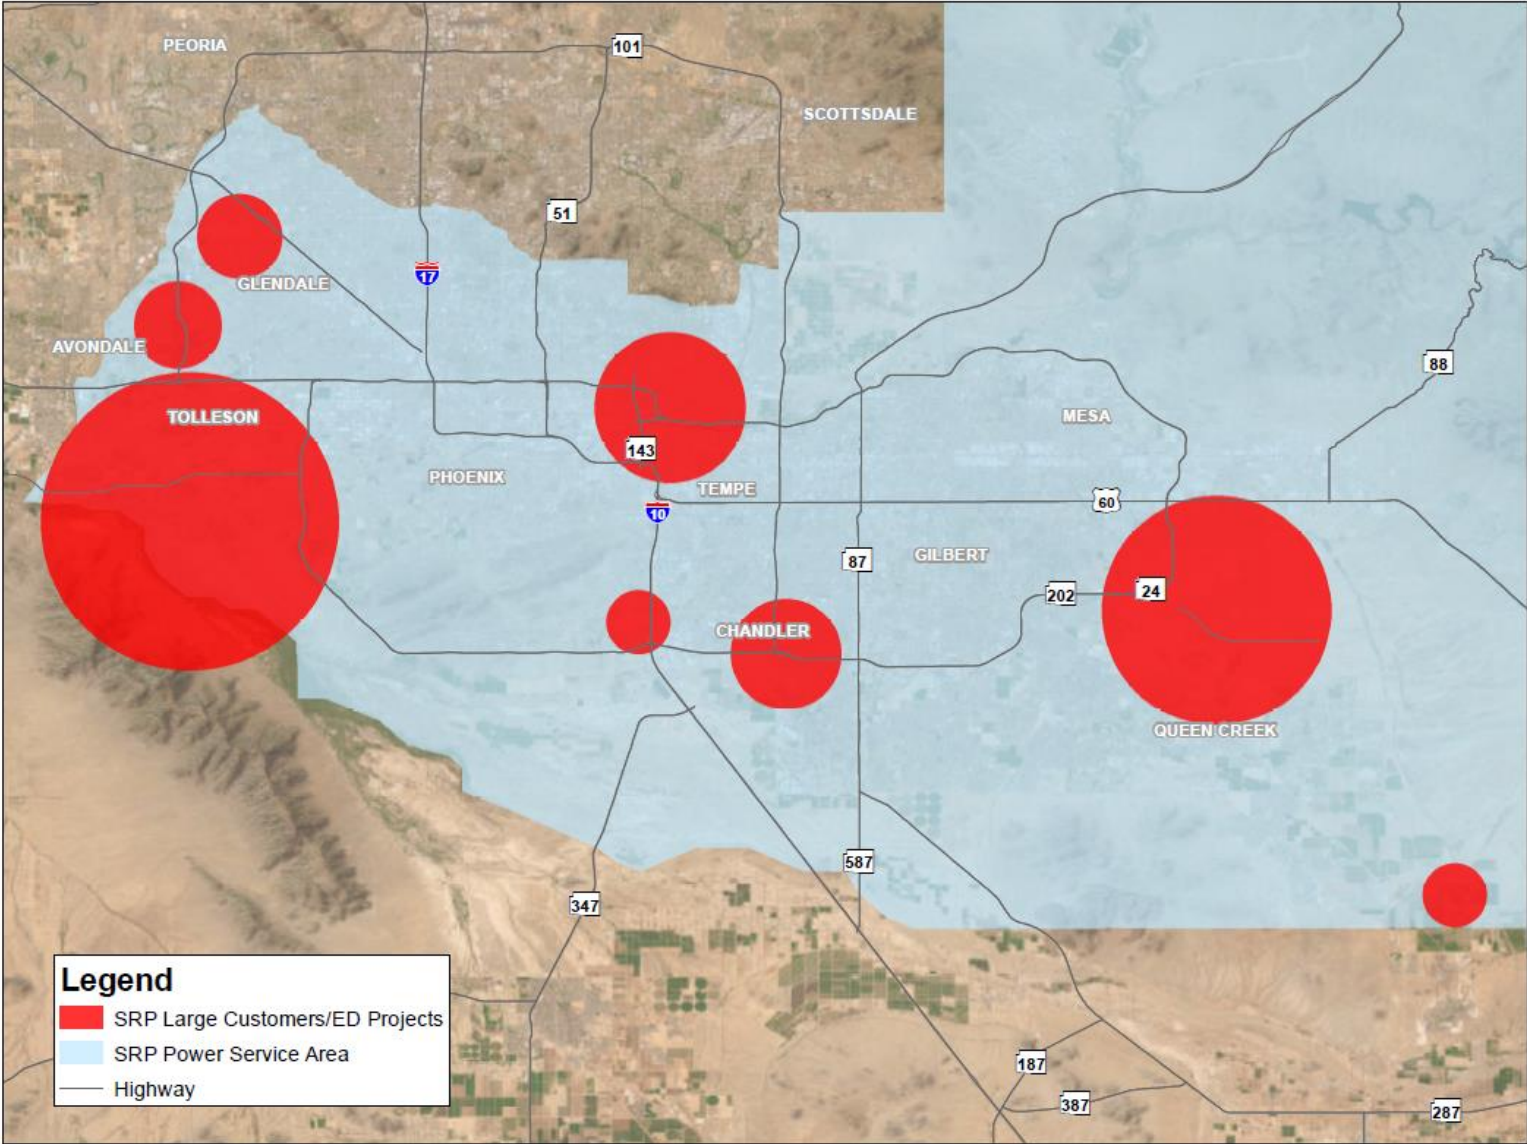 PEORIA
101
SCOTTSDALE
51
17
GLENDALE
AVONDALE
88
TOLLESON
MESA
143
PHOENIX
TEMPE
60
10
87
GILBERT
24
202
CHANDLER
QUEEN CREEK
587
347
Legend
SRP Large Customers/ED Projects
SRP Power Service Area
Highway
187
387
287